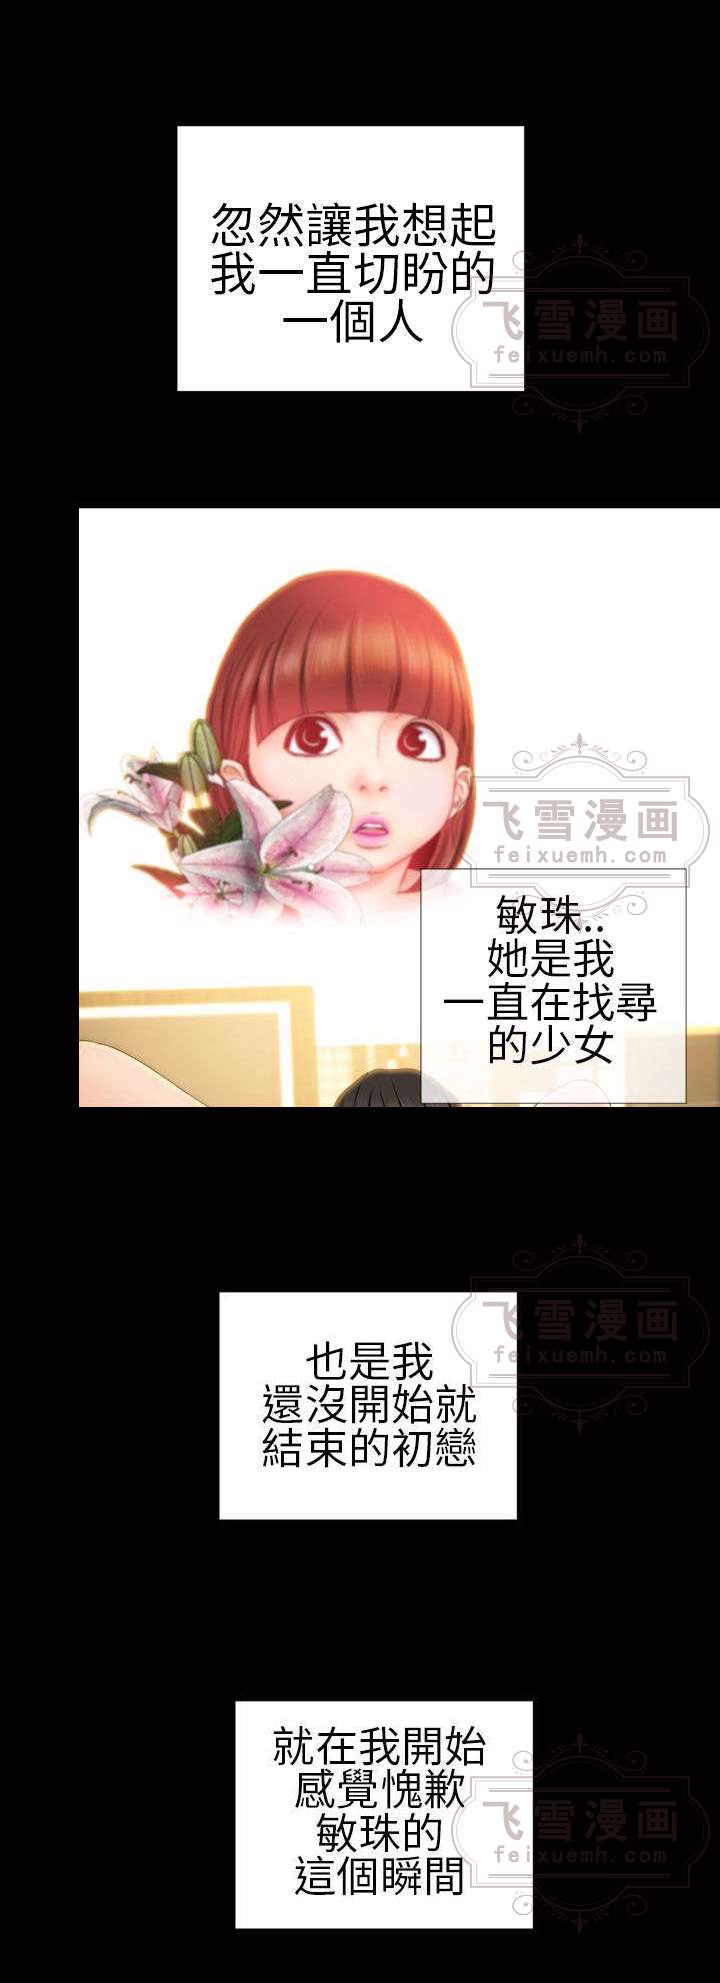 忽然讓我想起
我一直切盼的
一個人
飞雪漫画
feixuemh.com
飞雪漫画
feixuemh.com
敏珠..
她是我
一直在找尋
的少女
飞雪漫画
feixuemh.com
也是我
還沒開始就
結束的初戀
就在我開始
感覺愧歉
敏珠的
這個瞬間
飞雪漫画
feixuemh.com